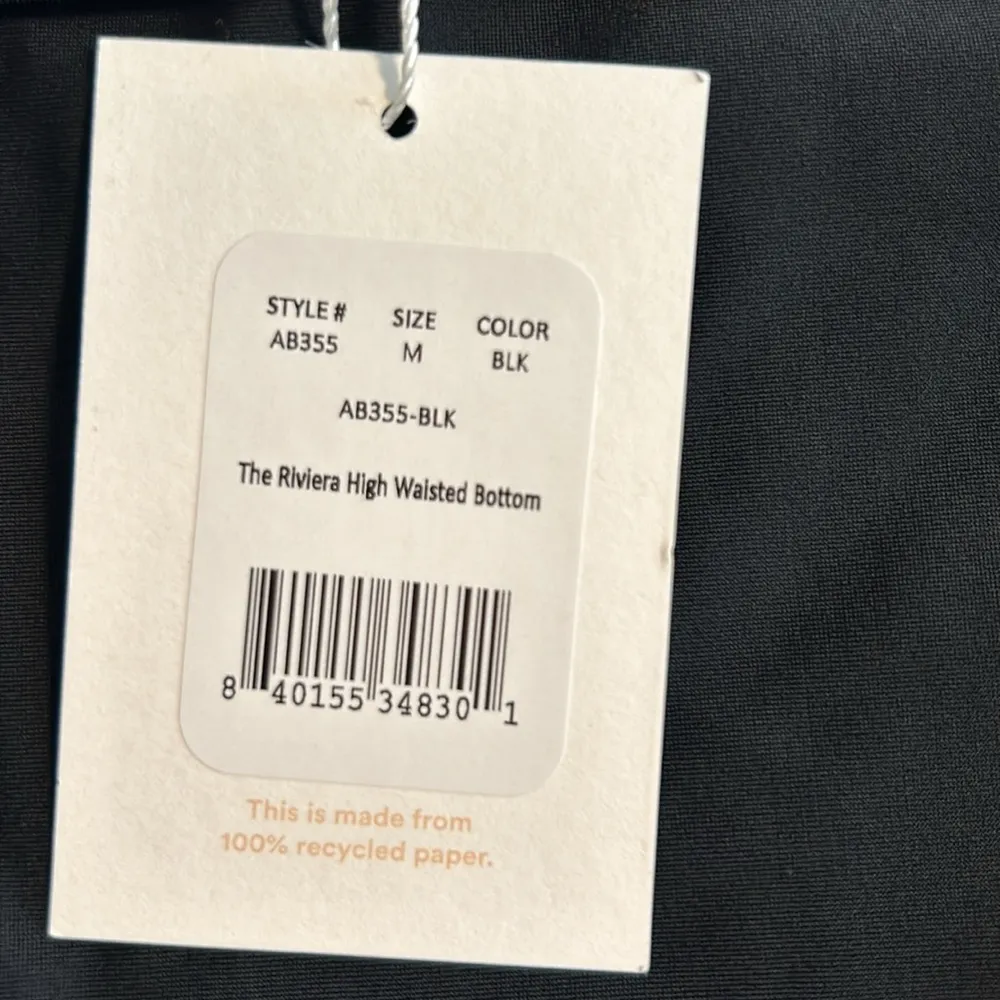 STYLE # SIZE COLOR
AB355 M BLK
AB355-BLK
The Riviera High Waisted Bottom
8 40155 34830 1
This is made from
100% recycled paper.